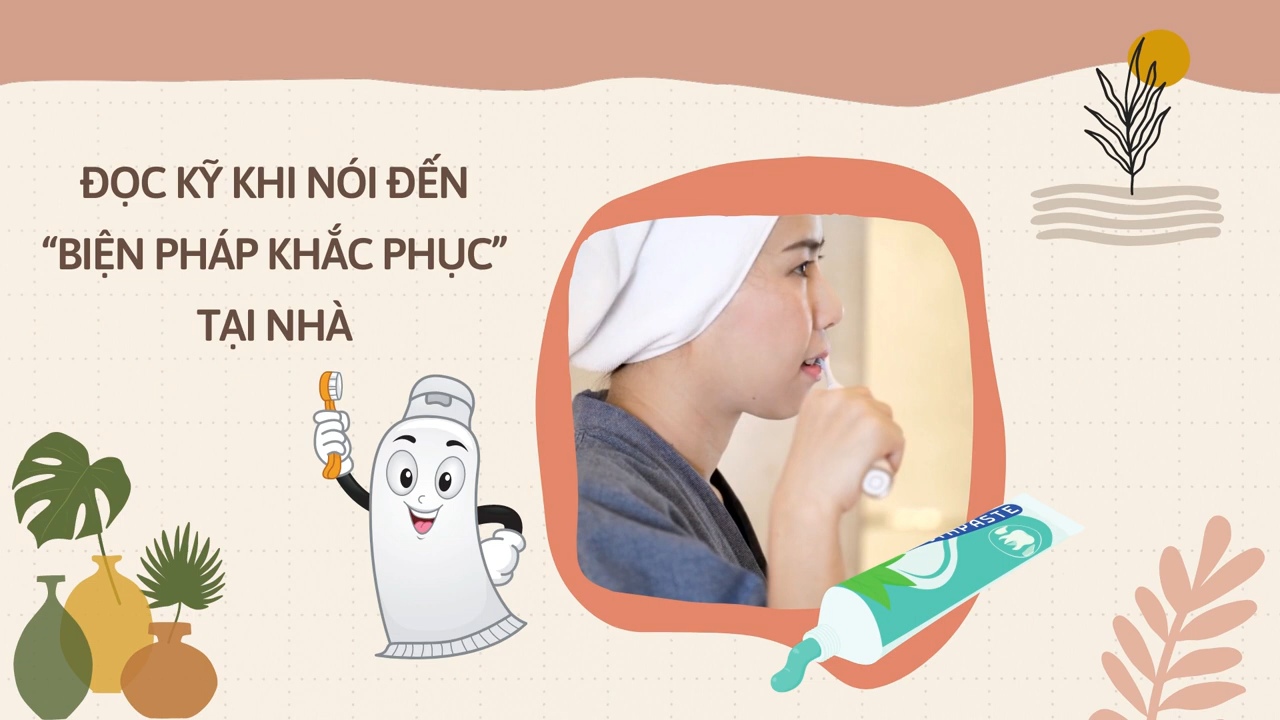 ĐỌC KỸ KHI NÓI ĐẾN
“BIỆN PHÁP KHẮC PHỤC”
TẠI NHÀ